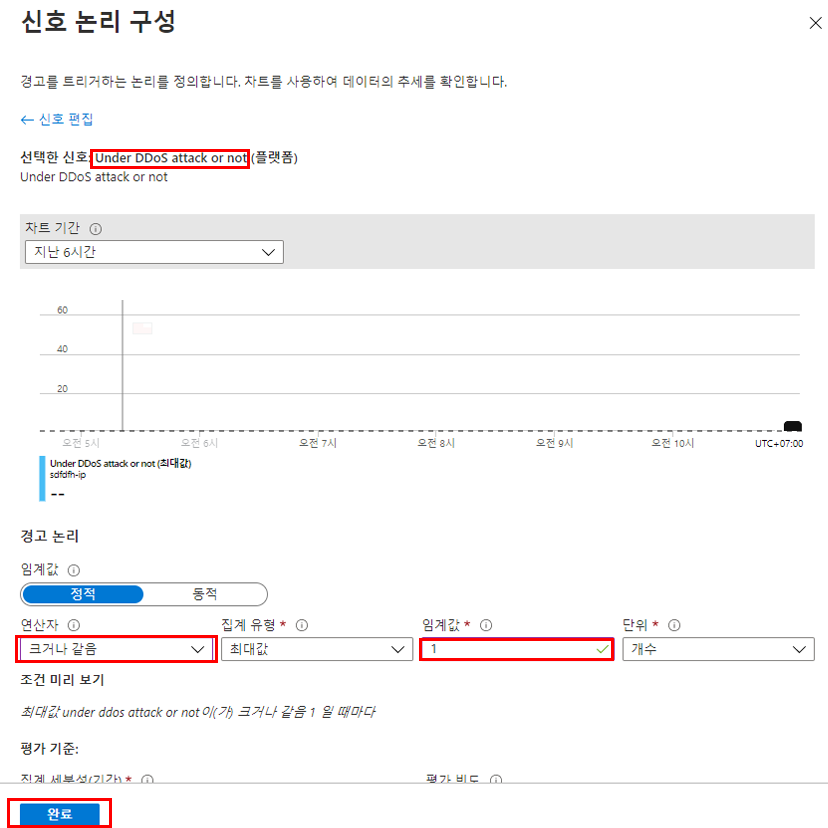 신호 논리 구성
경고를 트리거하는 논리를 정의합니다. 차트를 사용하여 데이터의 추세를 확인합니다.
← 신호 편집
선택한 신호: Under DDoS attack or not (플랫폼)
Under DDoS attack or not
차트 기간
지난 6시간
60
40
20
오전 5시 오전 6시 오전 7시 오전 8시 오전 9시 오전 10시 UTC+07:00
Under DDoS attack or not (최대값)
sdfdfh-ip
--
경고 논리
임계값
정적 동적
연산자 집계 유형 * 임계값 * 단위 *
크거나 같음 최대값 1 개수
조건 미리 보기
최대값 under ddos attack or not이(가) 크거나 같음 1 일 때마다
평가 기준:
집계 세분성(기간) * 평가 빈도
완료